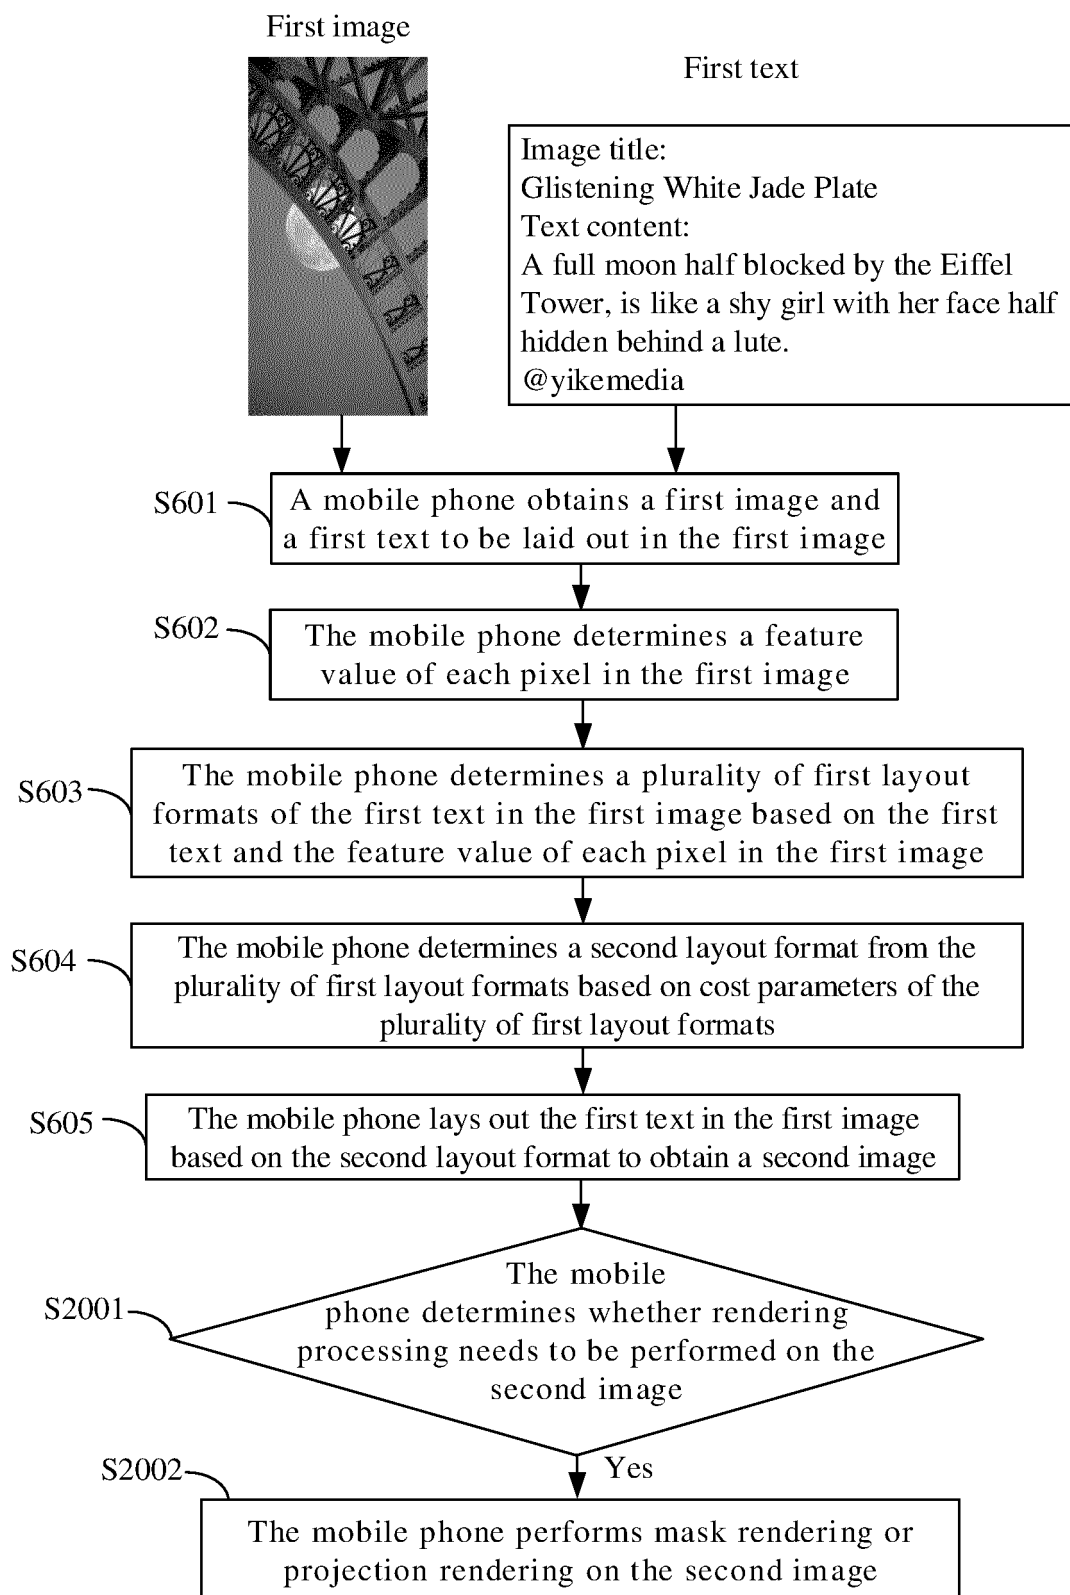 First image
First text
Image title:
Glistening White Jade Plate
Text content:
A full moon half blocked by the Eiffel
Tower, is like a shy girl with her face half
hidden behind a lute.
@yikemedia
S601
A mobile phone obtains a first image and
a first text to be laid out in the first image
S602
The mobile phone determines a feature
value of each pixel in the first image
S603
The mobile phone determines a plurality of first layout
formats of the first text in the first image based on the first
text and the feature value of each pixel in the first image
S604
The mobile phone determines a second layout format from the
plurality of first layout formats based on cost parameters of the
plurality of first layout formats
S605
The mobile phone lays out the first text in the first image
based on the second layout format to obtain a second image
S2001
The mobile
phone determines whether rendering
processing needs to be performed on the
second image
Yes
S2002
The mobile phone performs mask rendering or
projection rendering on the second image